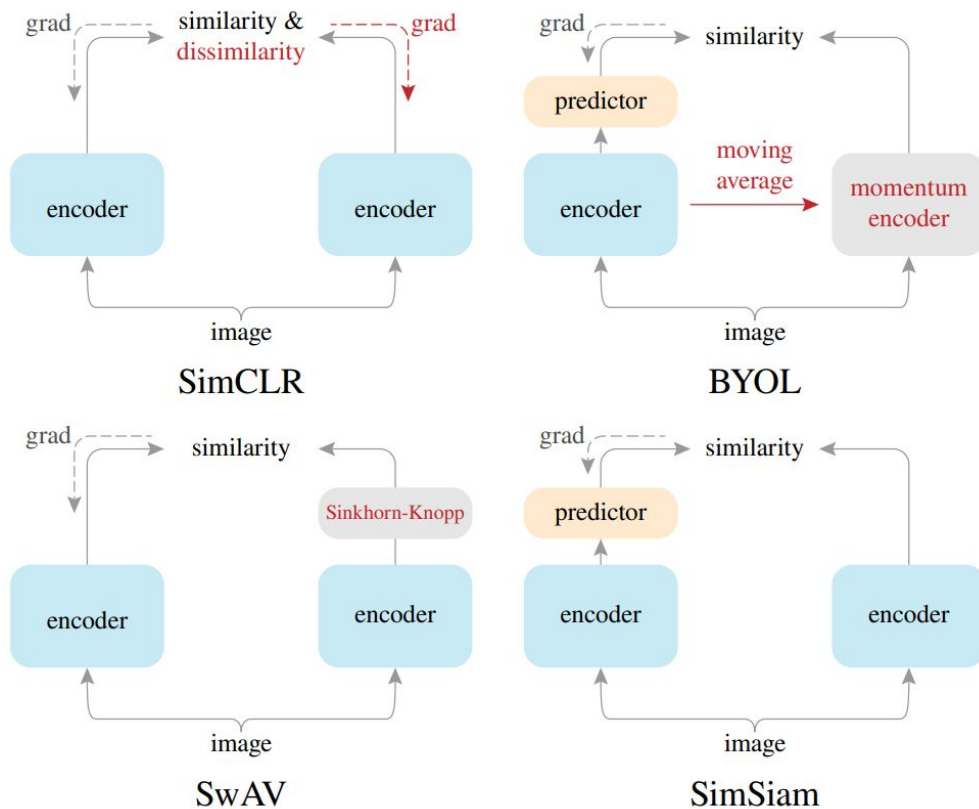 grad
similarity &
dissimilarity
grad
encoder
encoder
image
SimCLR
grad
similarity
predictor
encoder
moving
average
momentum
encoder
image
BYOL
grad
similarity
Sinkhorn-Knopp
encoder
encoder
image
SwAV
grad
similarity
predictor
encoder
encoder
image
SimSiam